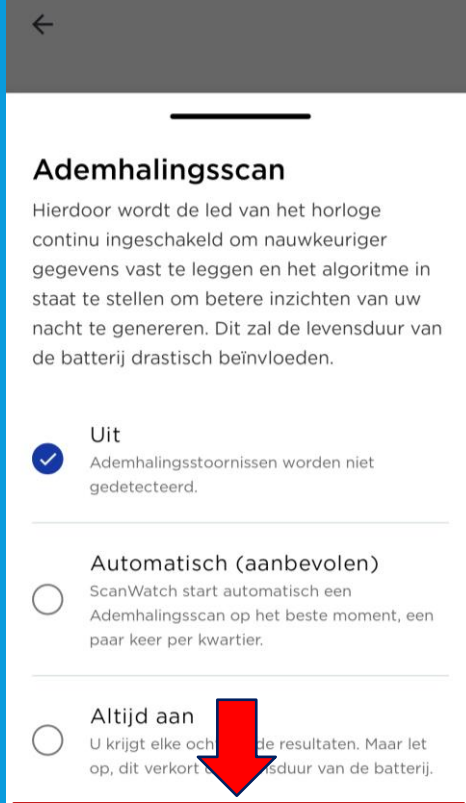 Ademhalingsscan
Hierdoor wordt de led van het horloge
continu ingeschakeld om nauwkeuriger
gegevens vast te leggen en het algoritme in
staat te stellen om betere inzichten van uw
nacht te genereren. Dit zal de levensduur van
de batterij drastisch beïnvloeden.
Uit
Ademhalingsstoornissen worden niet
gedetecteerd.
Automatisch (aanbevolen)
ScanWatch start automatisch een
Ademhalingsscan op het beste moment, een
paar keer per kwartier.
Altijd aan
U krijgt elke de resultaten. Maar let
op, dit verkort van de batterij.